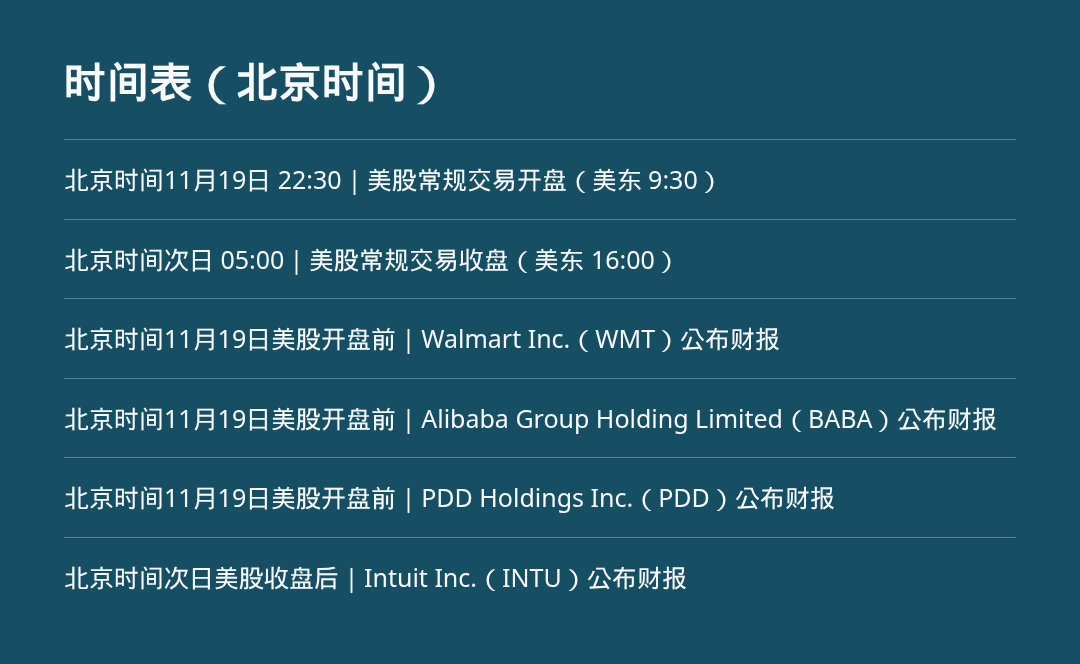 时间表（北京时间）
北京时间11月19日 22:30 | 美股常规交易开盘（美东 9:30）
北京时间次日 05:00 | 美股常规交易收盘（美东 16:00）
北京时间11月19日美股开盘前 | Walmart Inc.（WMT）公布财报
北京时间11月19日美股开盘前 | Alibaba Group Holding Limited（BABA）公布财报
北京时间11月19日美股开盘前 | PDD Holdings Inc.（PDD）公布财报
北京时间次日美股收盘后 | Intuit Inc.（INTU）公布财报